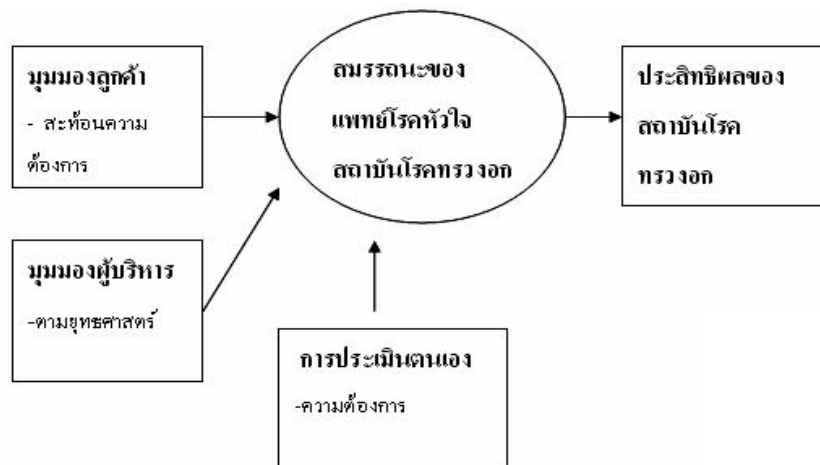 มุมมองลูกค้า
- สะท้อนความ
ต้องการ
สมรรถนะของ
แพทย์โรคหัวใจ
สถาบันโรคทรวงอก
ประสิทธิผลของ
สถาบันโรค
ทรวงอก
มุมมองผู้บริหาร
-ตามยุทธศาสตร์
การประเมินตนเอง
-ความต้องการ